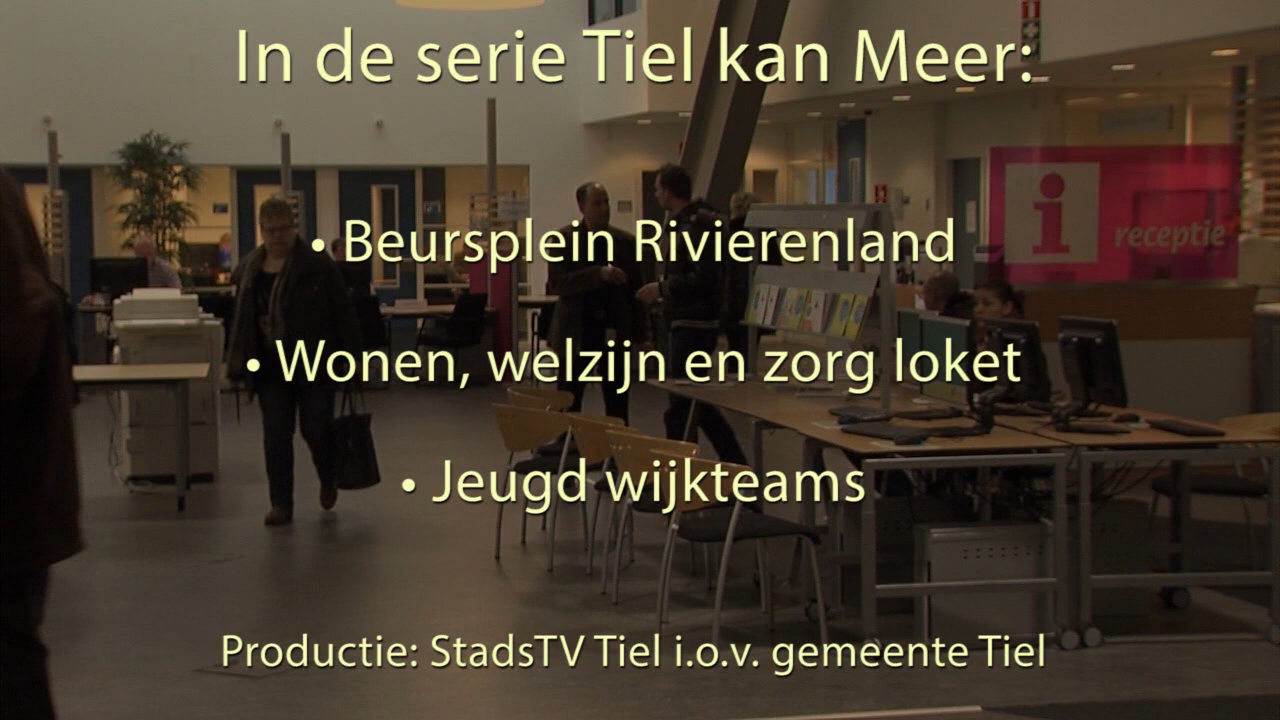 In de serie Tiel kan Meer:
i receptie
• Beursplein Rivierenland
• Wonen, welzijn en zorg loket
• Jeugd wijkteams
Productie: StadsTV Tiel i.o.v. gemeente Tiel